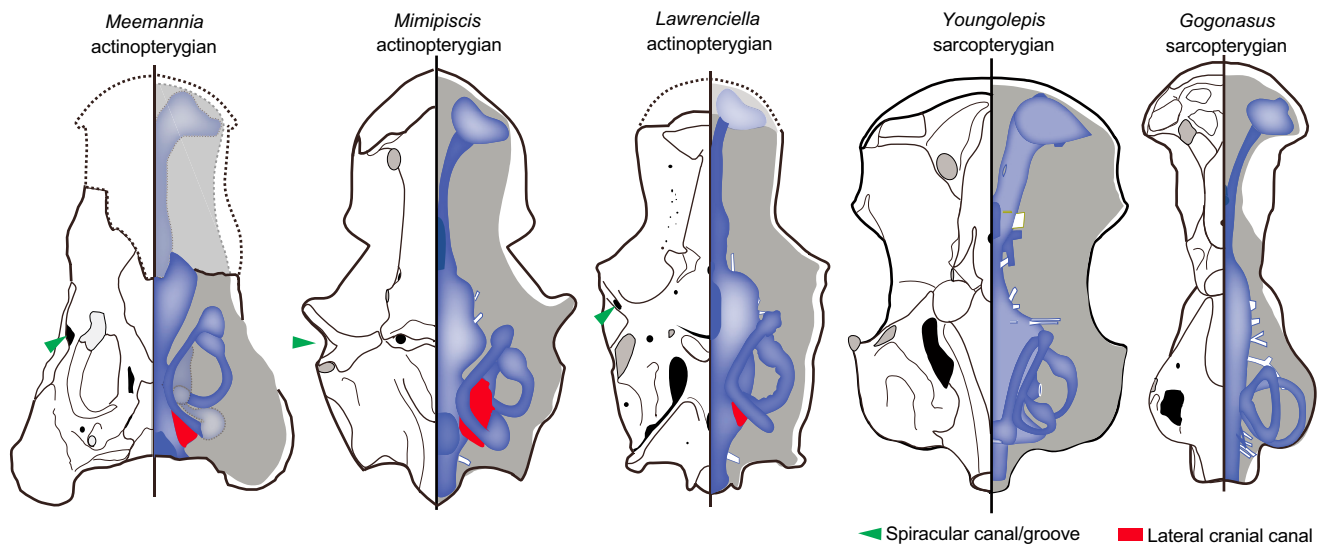 Meemannia
actinopterygian
Mimipiscis
actinopterygian
Lawrenciella
actinopterygian
Youngolepis
sarcopterygian
Gogonasus
sarcopterygian
Spiracular canal/groove
Lateral cranial canal